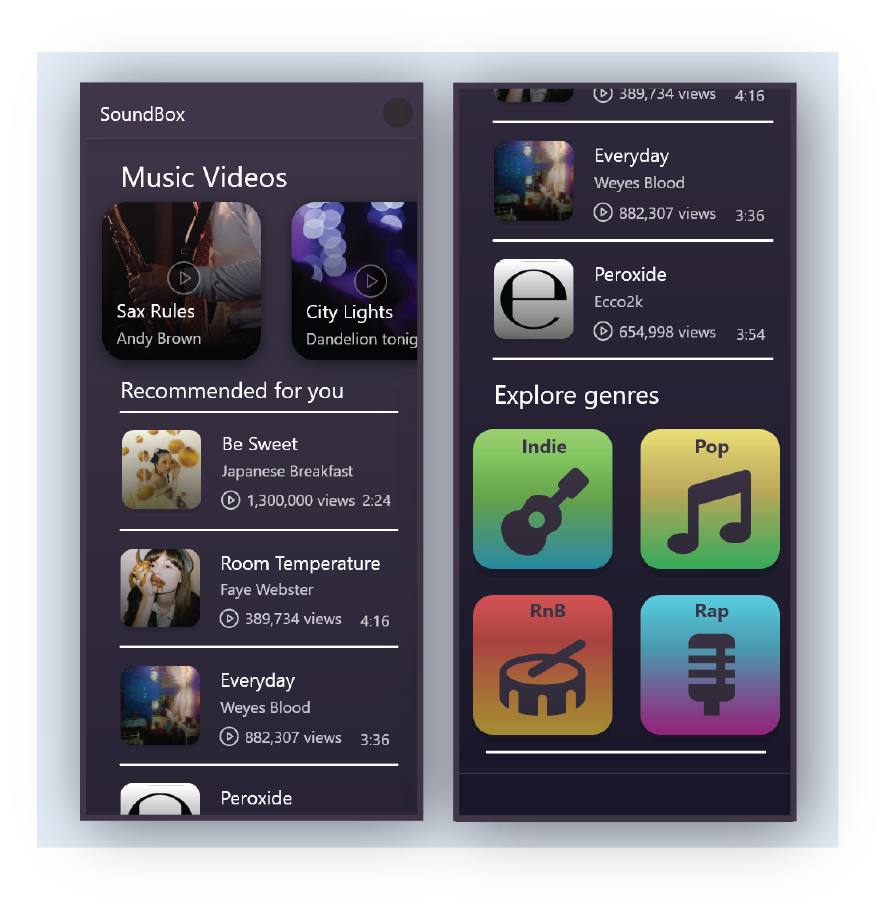 SoundBox
Music Videos
Sax Rules
Andy Brown
City Lights
Dandelion tonig
Recommended for you
Be Sweet
Japanese Breakfast
1,300,000 views 2:24
Room Temperature
Faye Webster
389,734 views 4:16
Everyday
Weyes Blood
882,307 views 3:36
Peroxide
389,734 views 4:16
Everyday
Weyes Blood
882,307 views 3:36
e
Peroxide
Ecco2k
654,998 views 3:54
Explore genres
Indie
Pop
RnB
Rap